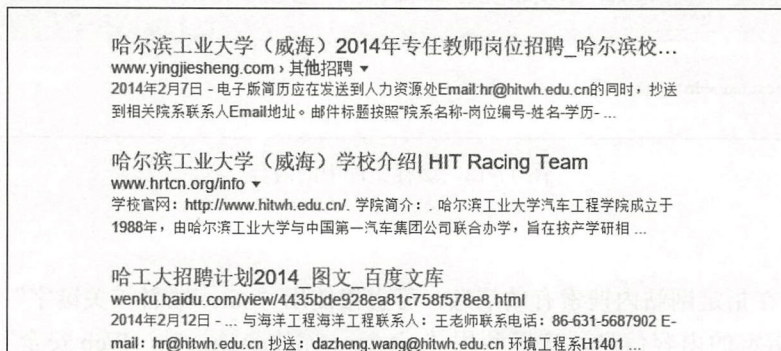 哈尔滨工业大学（威海）2014年专任教师岗位招聘_哈尔滨校...
www.yingjiesheng.com › 其他招聘 ▾
2014年2月7日 - 电子版简历应在发送到人力资源处Email:hr@hitwh.edu.cn的同时，抄送
到相关院系联系人Email地址。邮件标题按照"院系名称-岗位编号-姓名-学历- ...
哈尔滨工业大学（威海）学校介绍| HIT Racing Team
www.hrtcn.org/info ▾
学校官网：http://www.hitwh.edu.cn/. 学院简介：. 哈尔滨工业大学汽车工程学院成立于
1988年，由哈尔滨工业大学与中国第一汽车集团公司联合办学，旨在按产学研相 ...
哈工大招聘计划2014_图文_百度文库
wenku.baidu.com/view/4435bde928ea81c758f578e8.html
2014年2月12日 - ... 与海洋工程海洋工程联系人：王老师联系电话：86-631-5687902 E-
mail：hr@hitwh.edu.cn 抄送：dazheng.wang@hitwh.edu.cn 环境工程系H1401 ...